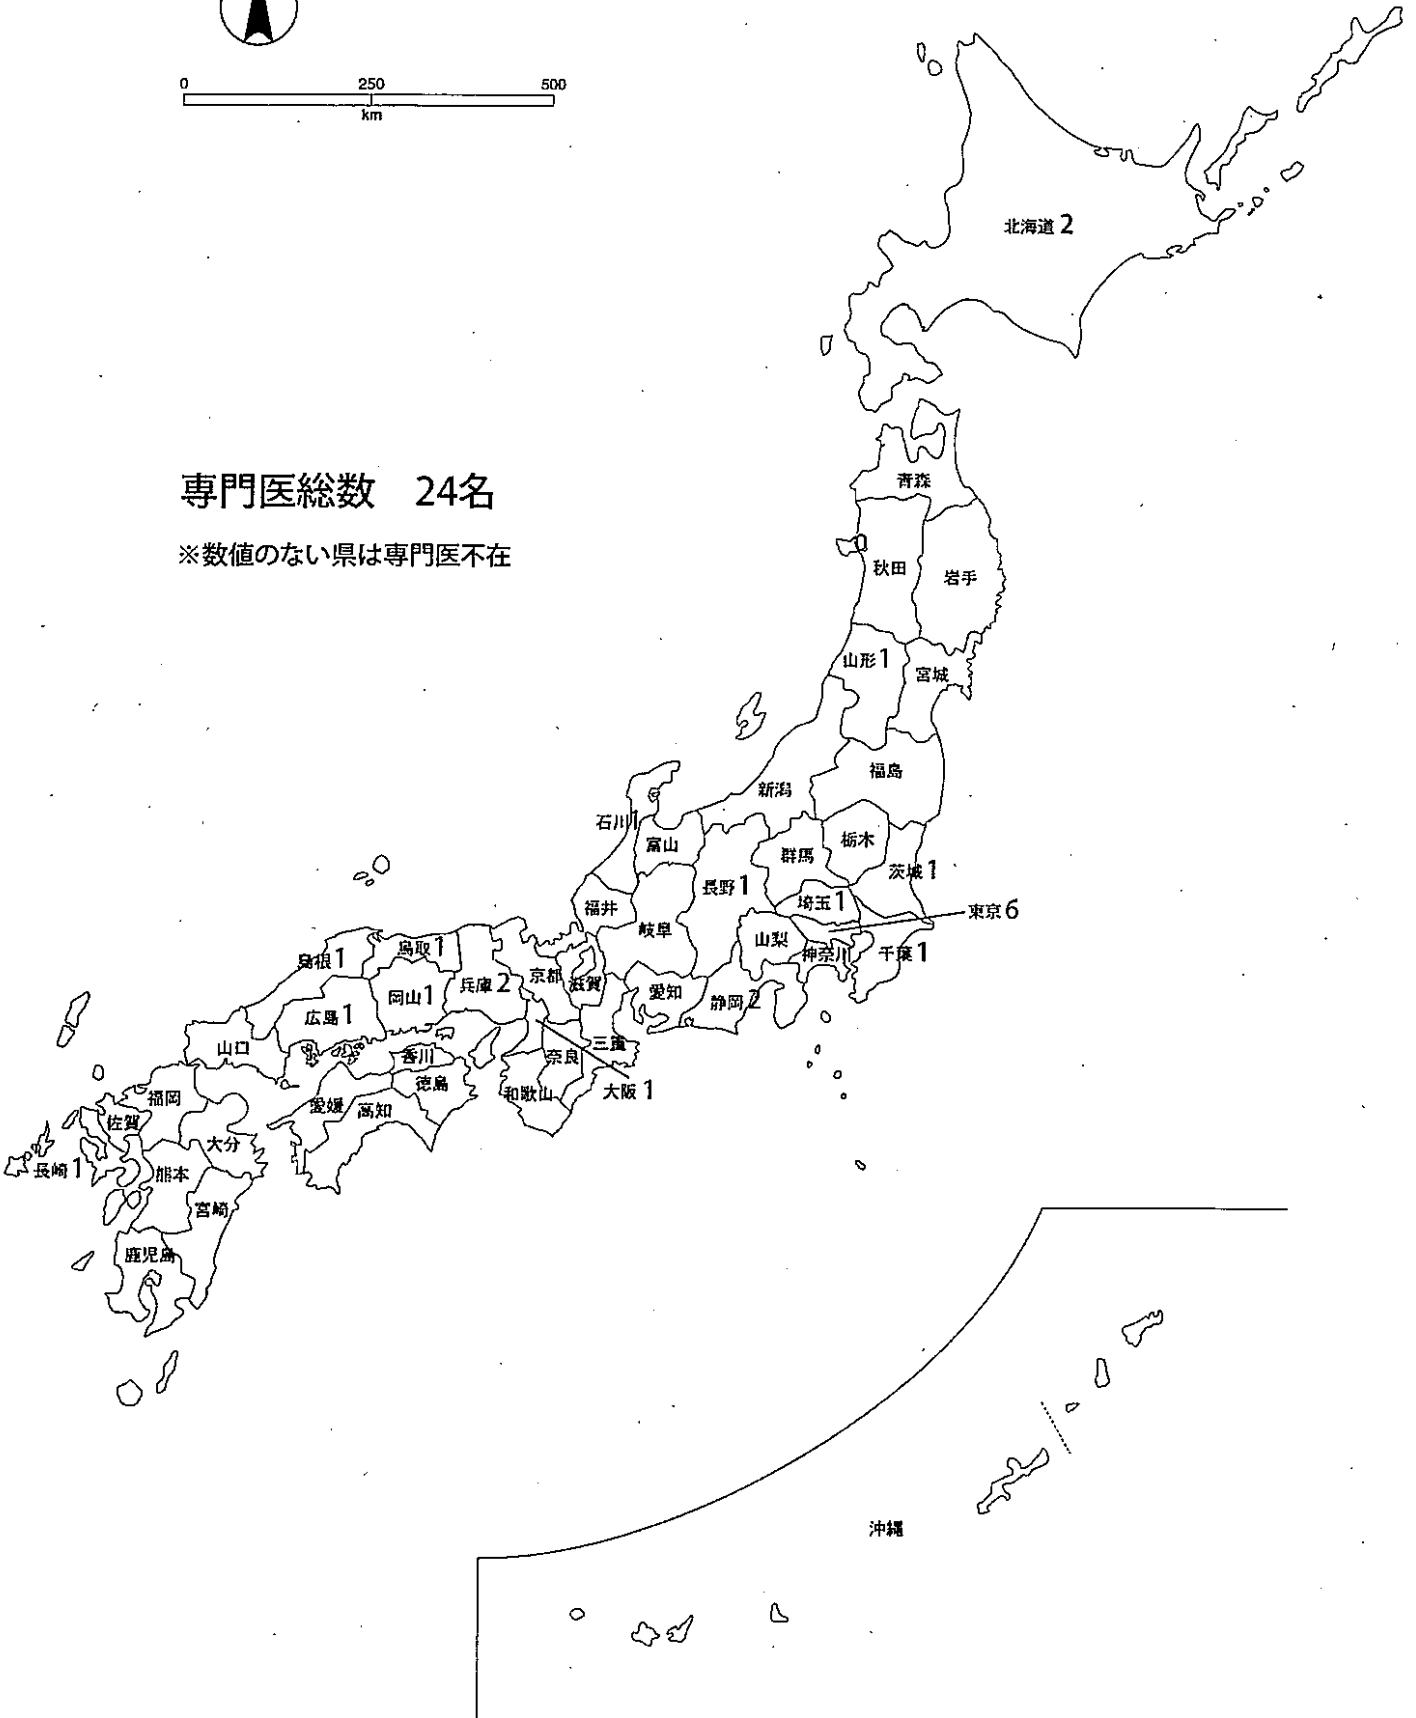 0 250 500
km
北海道 2
専門医総数 24名
※数値のない県は専門医不在
青森
秋田
岩手
山形 1
宮城
福島
新潟
石川 1
富山
栃木
群馬
茨城 1
長野 1
埼玉 1
東京 6
福井
岐阜
山梨
神奈川
千葉 1
島根 1
鳥取 1
兵庫 2
京都
滋賀
愛知
静岡 2
岡山 1
広島 1
山口
三重
奈良
香川
徳島
和歌山
大阪 1
愛媛
高知
福岡
佐賀
大分
長崎 1
熊本
宮崎
鹿児島
沖縄